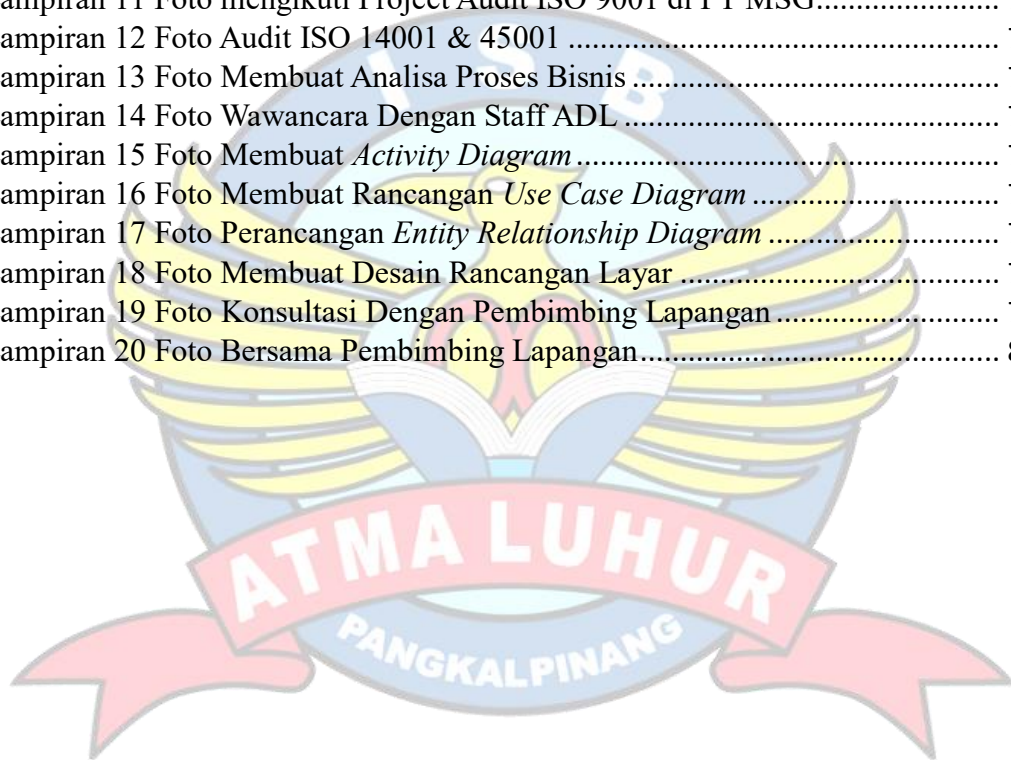 ampiran 11 Foto mengikuti Project Audit ISO 9001 di PT MSG........................
ampiran 12 Foto Audit ISO 14001 & 45001 .......................................................
ampiran 13 Foto Membuat Analisa Proses Bisnis ...............................................
ampiran 14 Foto Wawancara Dengan Staff ADL ................................................
ampiran 15 Foto Membuat Activity Diagram ......................................................
ampiran 16 Foto Membuat Rancangan Use Case Diagram ................................
ampiran 17 Foto Perancangan Entity Relationship Diagram ..............................
ampiran 18 Foto Membuat Desain Rancangan Layar .........................................
ampiran 19 Foto Konsultasi Dengan Pembimbing Lapangan .............................
ampiran 20 Foto Bersama Pembimbing Lapangan..............................................
I S B
ATMA LUHUR
PANGKALPINANG